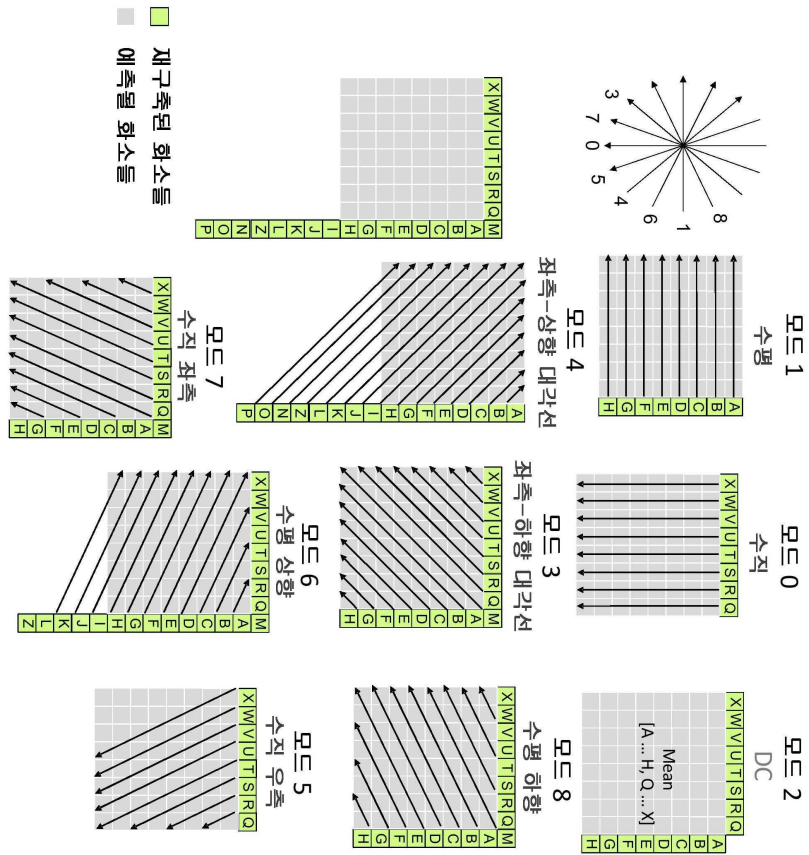 모드 1
수평
A
B
C
D
E
F
G
H
모드 0
수직
X W V U T S R Q
모드 2
DC
X W V U T S R Q
A
B
C
D
E
F
G
H
Mean
[A ... H, Q ... X]
8
1
6
4
5
0
7
3
모드 4
좌측-상향 대각선
A
B
C
D
E
F
G
H
I
J
K
L
Z
N
O
P
모드 3
좌측-하향 대각선
X W V U T S R Q M
A
B
C
D
E
F
G
H
모드 8
수평 하향
X W V U T S R Q M
A
B
C
D
E
F
G
H
X W V U T S R Q M
A
B
C
D
E
F
G
H
I
J
K
L
Z
N
O
P
모드 7
수직 좌측
X W V U T S R Q M
A
B
C
D
E
F
G
H
모드 6
수평 상향
X W V U T S R Q M
A
B
C
D
E
F
G
H
I
J
K
L
Z
모드 5
수직 우측
X W V U T S R Q
재구축된 화소들
예측될 화소들